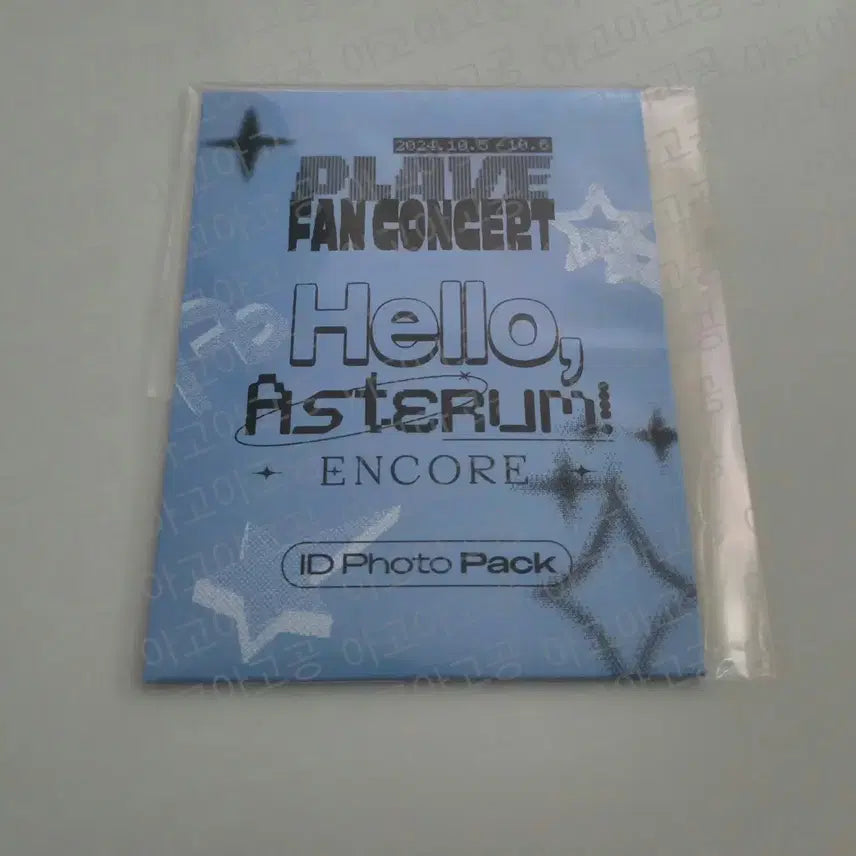 2024.10.5 - 10.6
PLAVE
FAN CONCERT
Hello,
Asterum!
ENCORE
ID Photo Pack